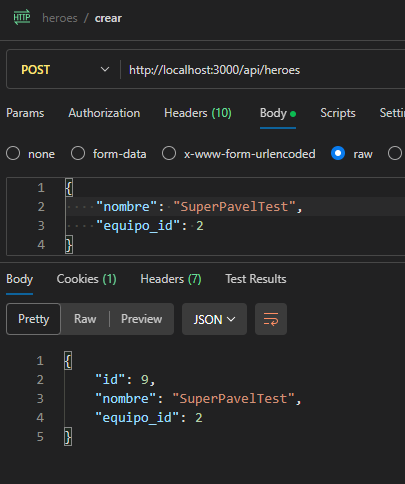 HTTP heroes / crear
POST http://localhost:3000/api/heroes
Params Authorization Headers (10) Body Scripts
none form-data x-www-form-urlencoded raw
1 {
2 "nombre": "SuperPavelTest",
3 "equipo_id": 2
4 }
Body Cookies (1) Headers (7) Test Results
Pretty Raw Preview JSON
1 {
2 "id": 9,
3 "nombre": "SuperPavelTest",
4 "equipo_id": 2
5 }